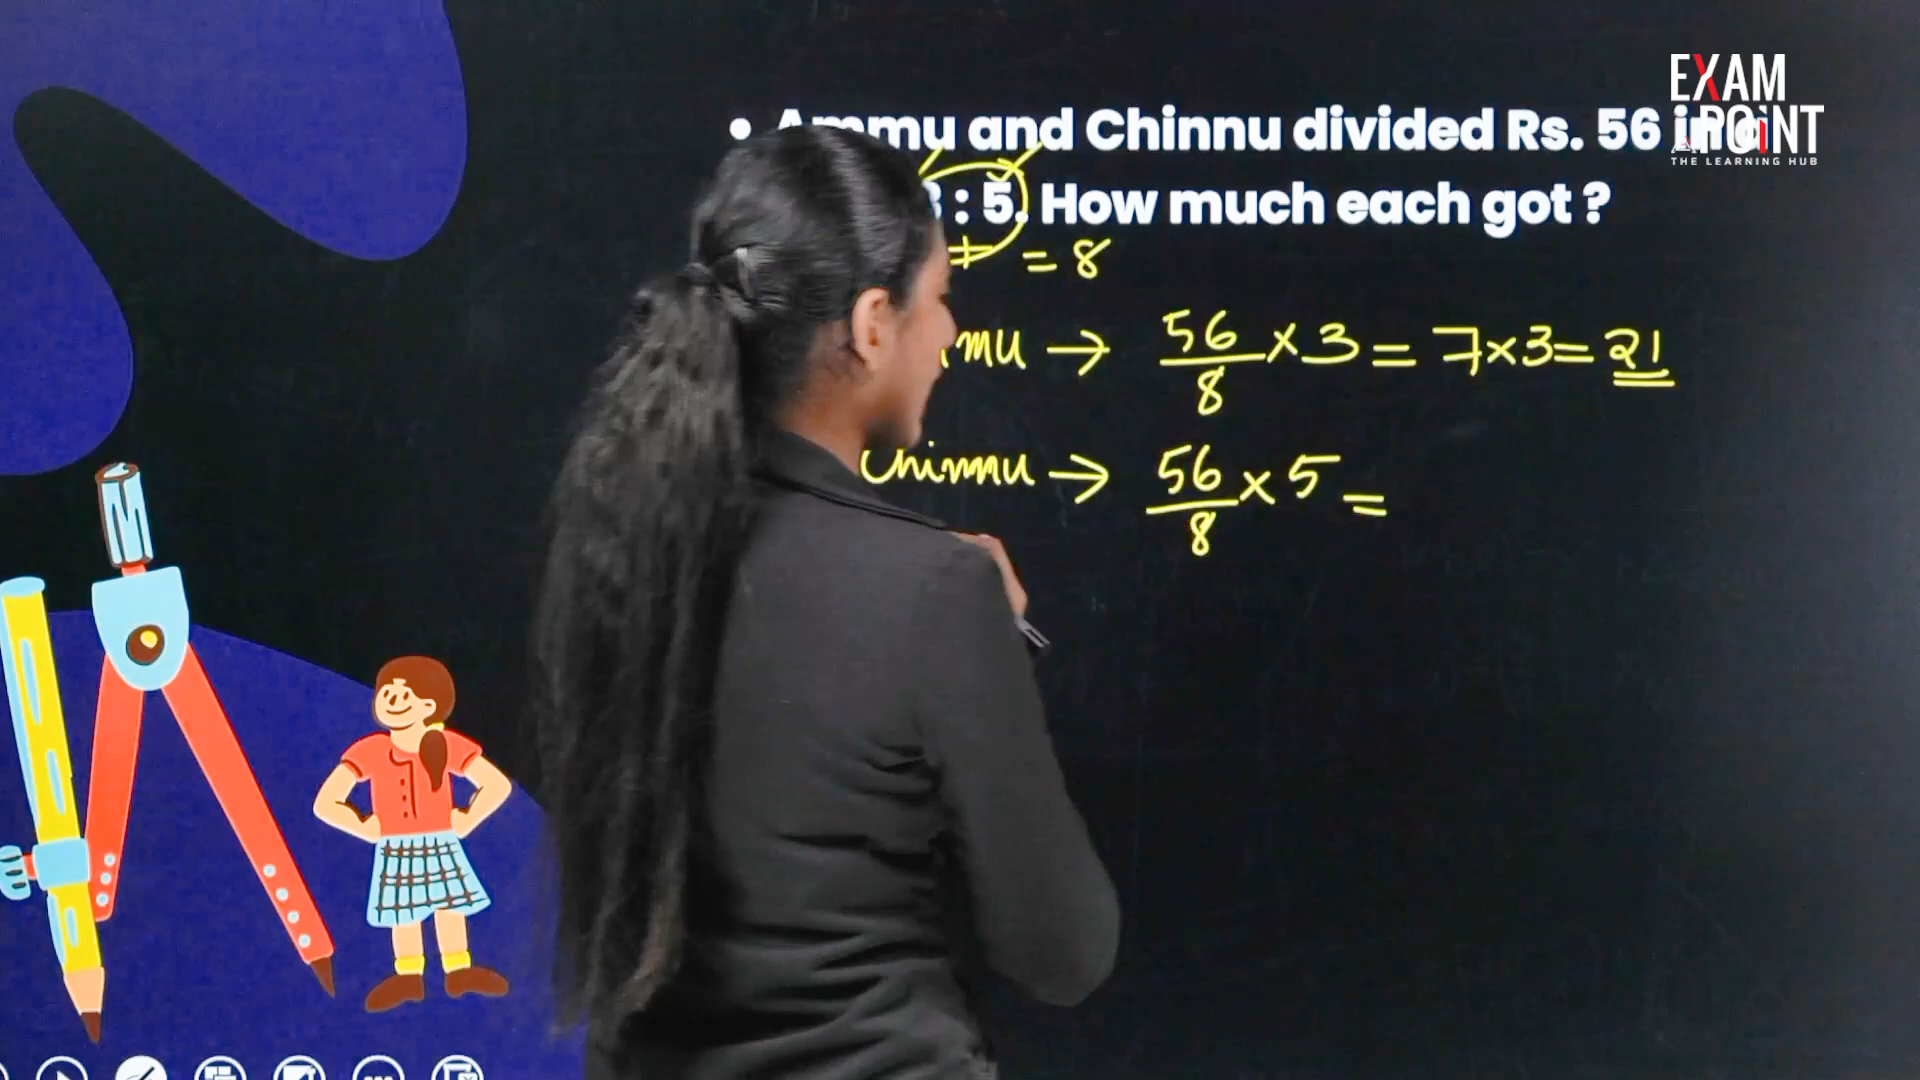 EXAM
POINT
THE LEARNING HUB
• Ammu and Chinnu divided Rs. 56 in a
: 5. How much each got ?
+ = 8
mu → 56/8 × 3 = 7×3 = 21
Chinnu → 56/8 × 5 =